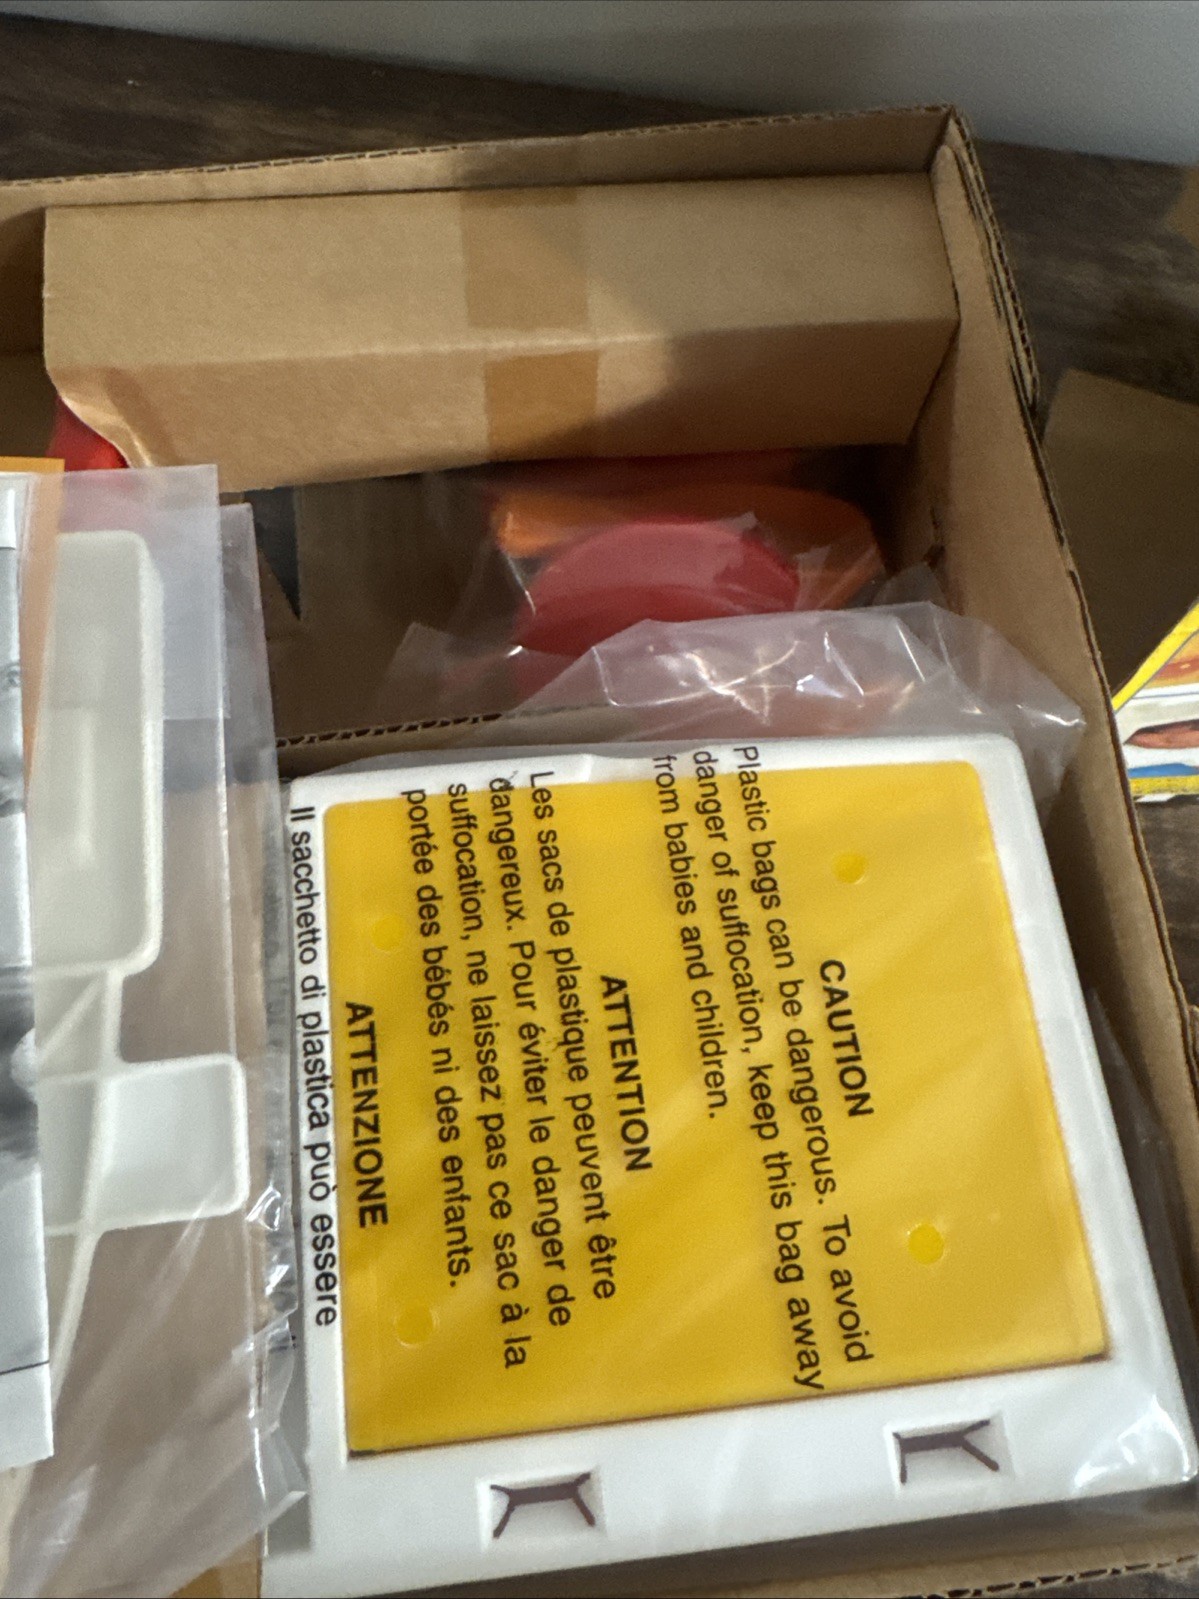 CAUTION
Plastic bags can be dangerous. To avoid
danger of suffocation, keep this bag away
from babies and children.
ATTENTION
Les sacs de plastique peuvent être
dangereux. Pour éviter le danger de
suffocation, ne laissez pas ce sac à la
portée des bébés ni des enfants.
ATTENZIONE
Il sacchetto di plastica può essere